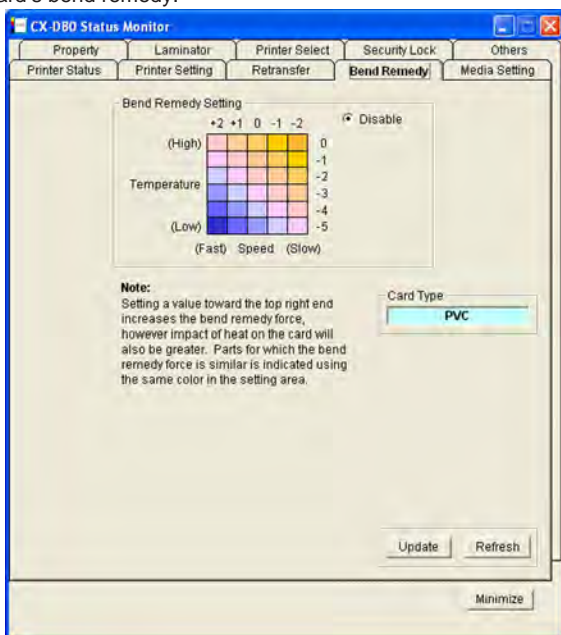 ard's bend remedy.
CX-D80 Status Monitor
Property Laminator Printer Select Security Lock Others
Printer Status Printer Setting Retransfer Bend Remedy Media Setting
Bend Remedy Setting
+2 +1 0 -1 -2
Disable
(High) 0
-1
Temperature -2
-3
-4
(Low) -5
(Fast) Speed (Slow)
Note:
Setting a value toward the top right end
increases the bend remedy force,
however impact of heat on the card will
also be greater. Parts for which the bend
remedy force is similar is indicated using
the same color in the setting area.
Card Type
PVC
Update Refresh
Minimize